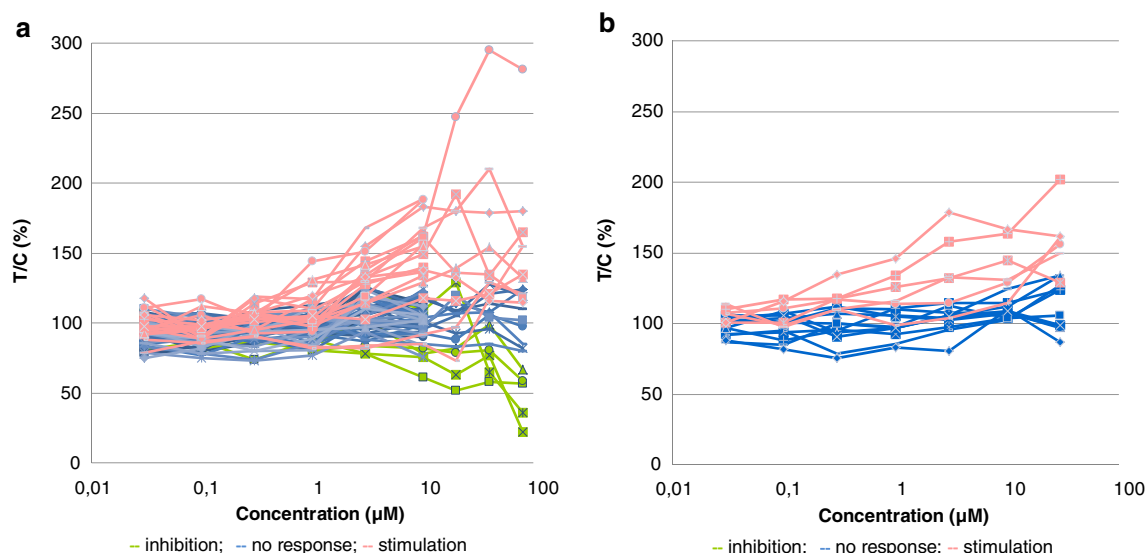 a
300
250
200
150
100
50
0
T/C (%)
0,01 0,1 1 10 100
Concentration (µM)
inhibition; no response; stimulation
b
300
250
200
150
100
50
0
T/C (%)
0,01 0,1 1 10 100
Concentration (µM)
inhibition; no response; stimulation